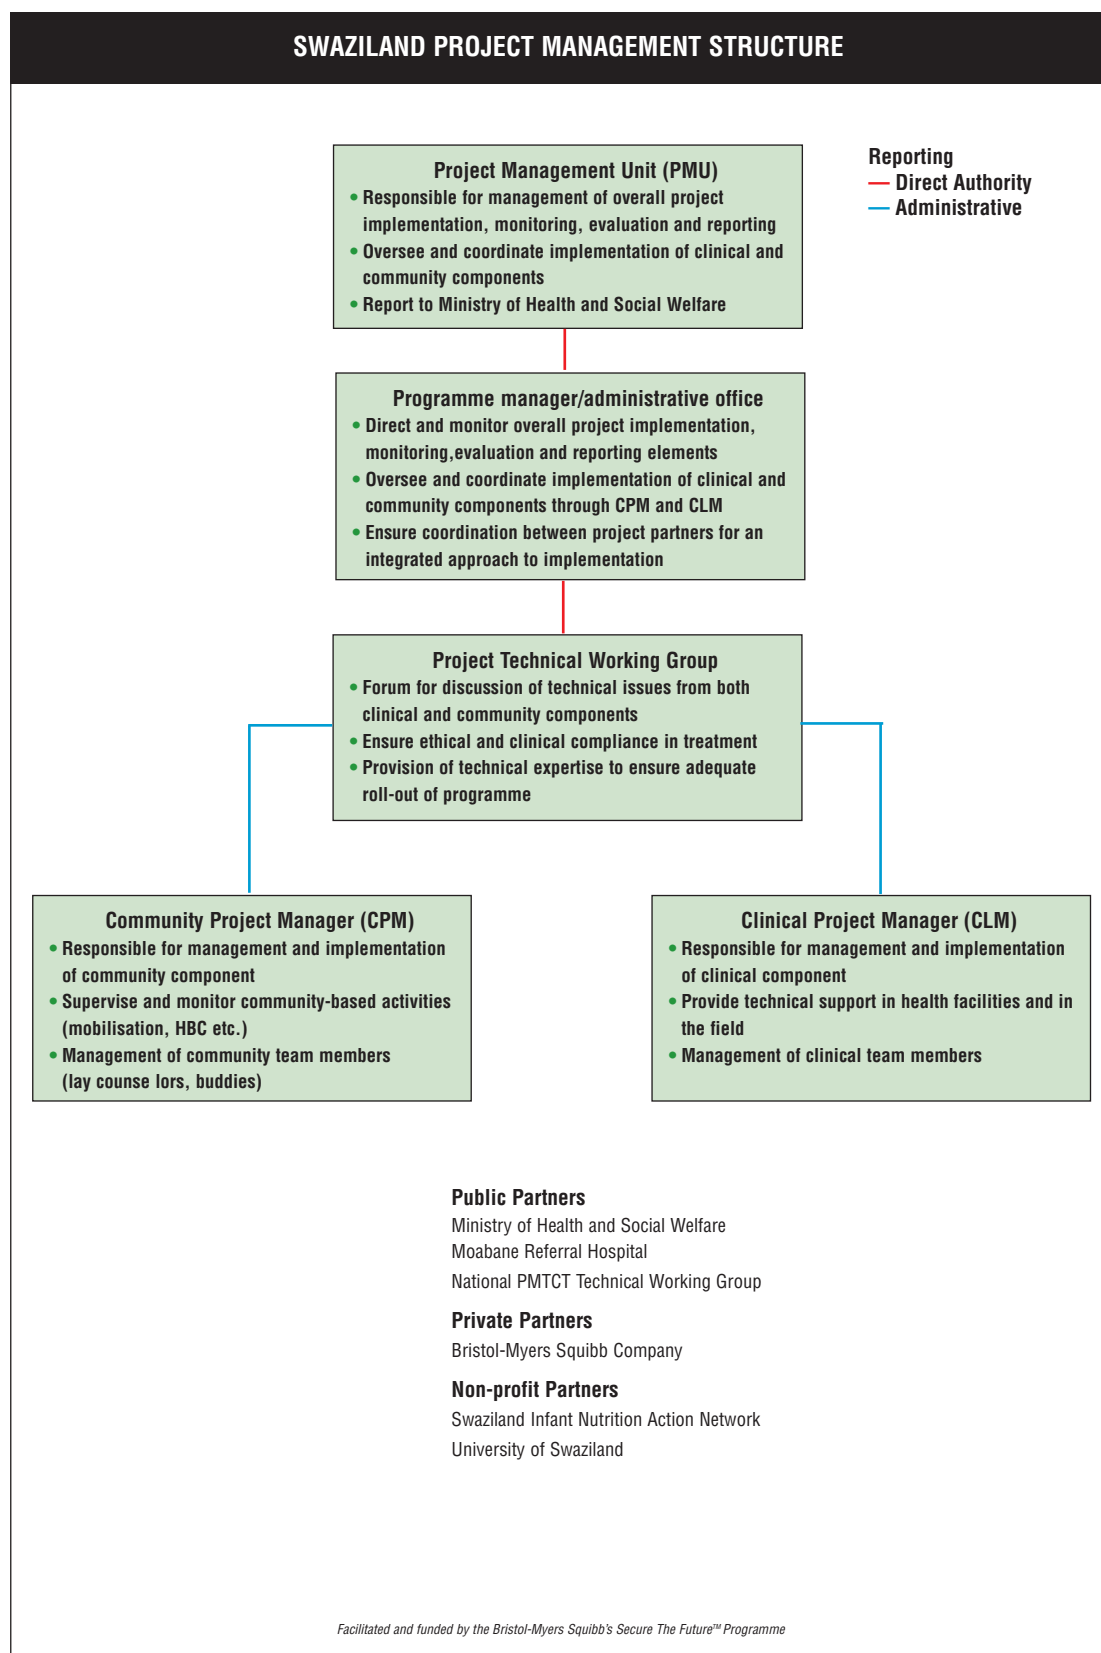 SWAZILAND PROJECT MANAGEMENT STRUCTURE
Reporting
Direct Authority
Administrative
Project Management Unit (PMU)
• Responsible for management of overall project
implementation, monitoring, evaluation and reporting
• Oversee and coordinate implementation of clinical and
community components
• Report to Ministry of Health and Social Welfare
Programme manager/administrative office
• Direct and monitor overall project implementation,
monitoring,evaluation and reporting elements
• Oversee and coordinate implementation of clinical and
community components through CPM and CLM
• Ensure coordination between project partners for an
integrated approach to implementation
Project Technical Working Group
• Forum for discussion of technical issues from both
clinical and community components
• Ensure ethical and clinical compliance in treatment
• Provision of technical expertise to ensure adequate
roll-out of programme
Community Project Manager (CPM)
• Responsible for management and implementation
of community component
• Supervise and monitor community-based activities
(mobilisation, HBC etc.)
• Management of community team members
(lay counse lors, buddies)
Clinical Project Manager (CLM)
• Responsible for management and implementation
of clinical component
• Provide technical support in health facilities and in
the field
• Management of clinical team members
Public Partners
Ministry of Health and Social Welfare
Moabane Referral Hospital
National PMTCT Technical Working Group
Private Partners
Bristol-Myers Squibb Company
Non-profit Partners
Swaziland Infant Nutrition Action Network
University of Swaziland
Facilitated and funded by the Bristol-Myers Squibb's Secure The Future™ Programme